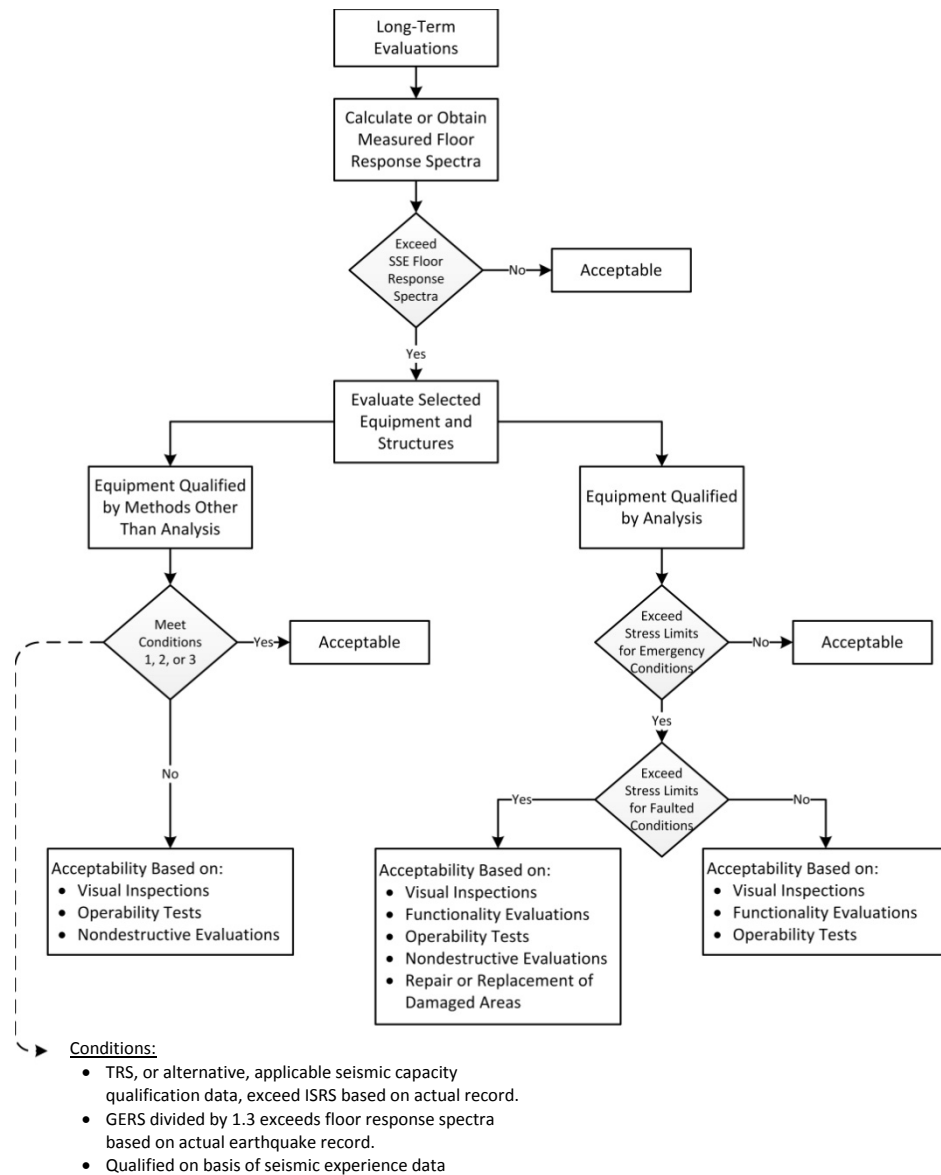 Long-Term
Evaluations
Calculate or Obtain
Measured Floor
Response Spectra
Exceed
SSE Floor
Response
Spectra
No
Acceptable
Yes
Evaluate Selected
Equipment and
Structures
Equipment Qualified
by Methods Other
Than Analysis
Equipment Qualified
by Analysis
Meet
Conditions
1, 2, or 3
Yes
Acceptable
Exceed
Stress Limits
for Emergency
Conditions
No
Acceptable
No
Yes
Exceed
Stress Limits
for Faulted
Conditions
Yes
No
Acceptability Based on:
• Visual Inspections
• Operability Tests
• Nondestructive Evaluations
Acceptability Based on:
• Visual Inspections
• Functionality Evaluations
• Operability Tests
• Nondestructive Evaluations
• Repair or Replacement of
Damaged Areas
Acceptability Based on:
• Visual Inspections
• Functionality Evaluations
• Operability Tests
Conditions:
• TRS, or alternative, applicable seismic capacity
qualification data, exceed ISRS based on actual record.
• GERS divided by 1.3 exceeds floor response spectra
based on actual earthquake record.
• Qualified on basis of seismic experience data